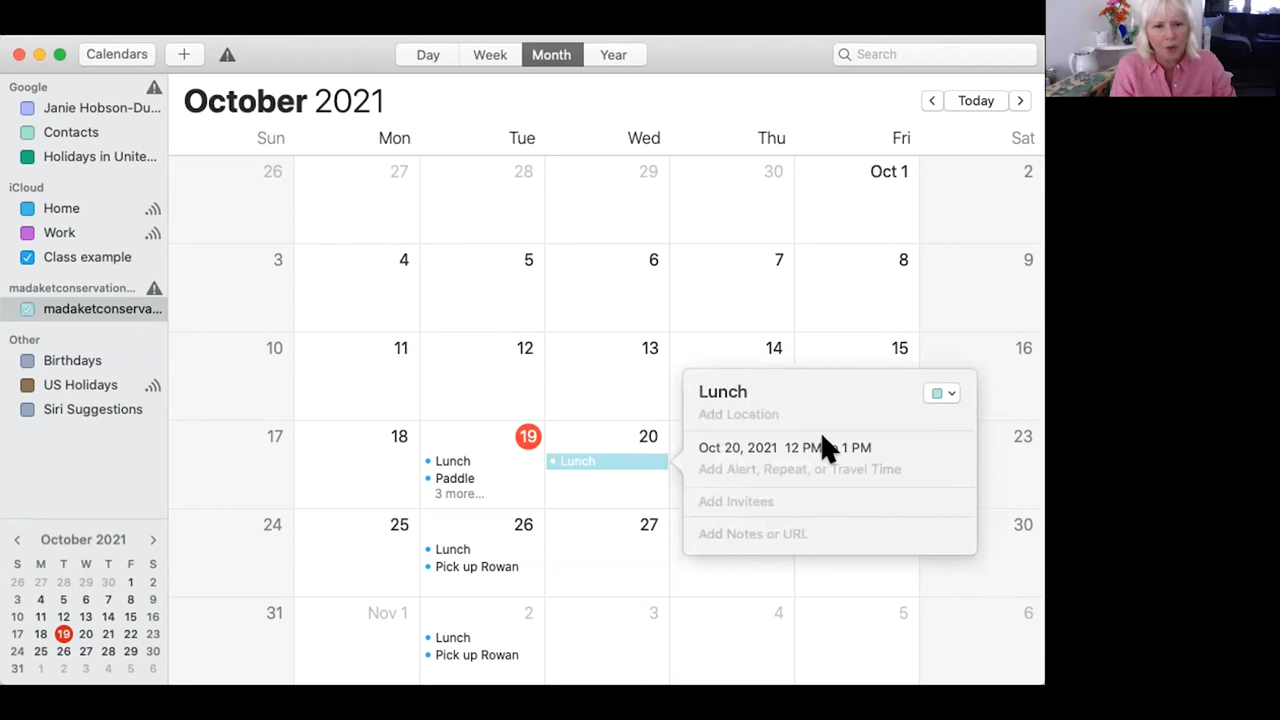 Calendars
+
Day Week Month Year
Search
Google
Janie Hobson-Du...
Contacts
Holidays in Unite...
iCloud
Home
Work
Class example
madaketconservation...
madaketconserva...
Other
Birthdays
US Holidays
Siri Suggestions
October 2021
S M T W T F S
26 27 28 29 30 1 2
3 4 5 6 7 8 9
10 11 12 13 14 15 16
17 18 19 20 21 22 23
24 25 26 27 28 29 30
31 1 2 3 4 5 6
October 2021
Today
Sun Mon Tue Wed Thu Fri Sat
26 27 28 29 30 Oct 1 2
3 4 5 6 7 8 9
10 11 12 13 14 15 16
17 18 19 20 23
Lunch Lunch
Paddle
3 more...
24 25 26 27 30
Lunch
Pick up Rowan
31 Nov 1 2 3 4 5 6
Lunch
Pick up Rowan
Lunch
Add Location
Oct 20, 2021 12 PM 1 PM
Add Alert, Repeat, or Travel Time
Add Invitees
Add Notes or URL